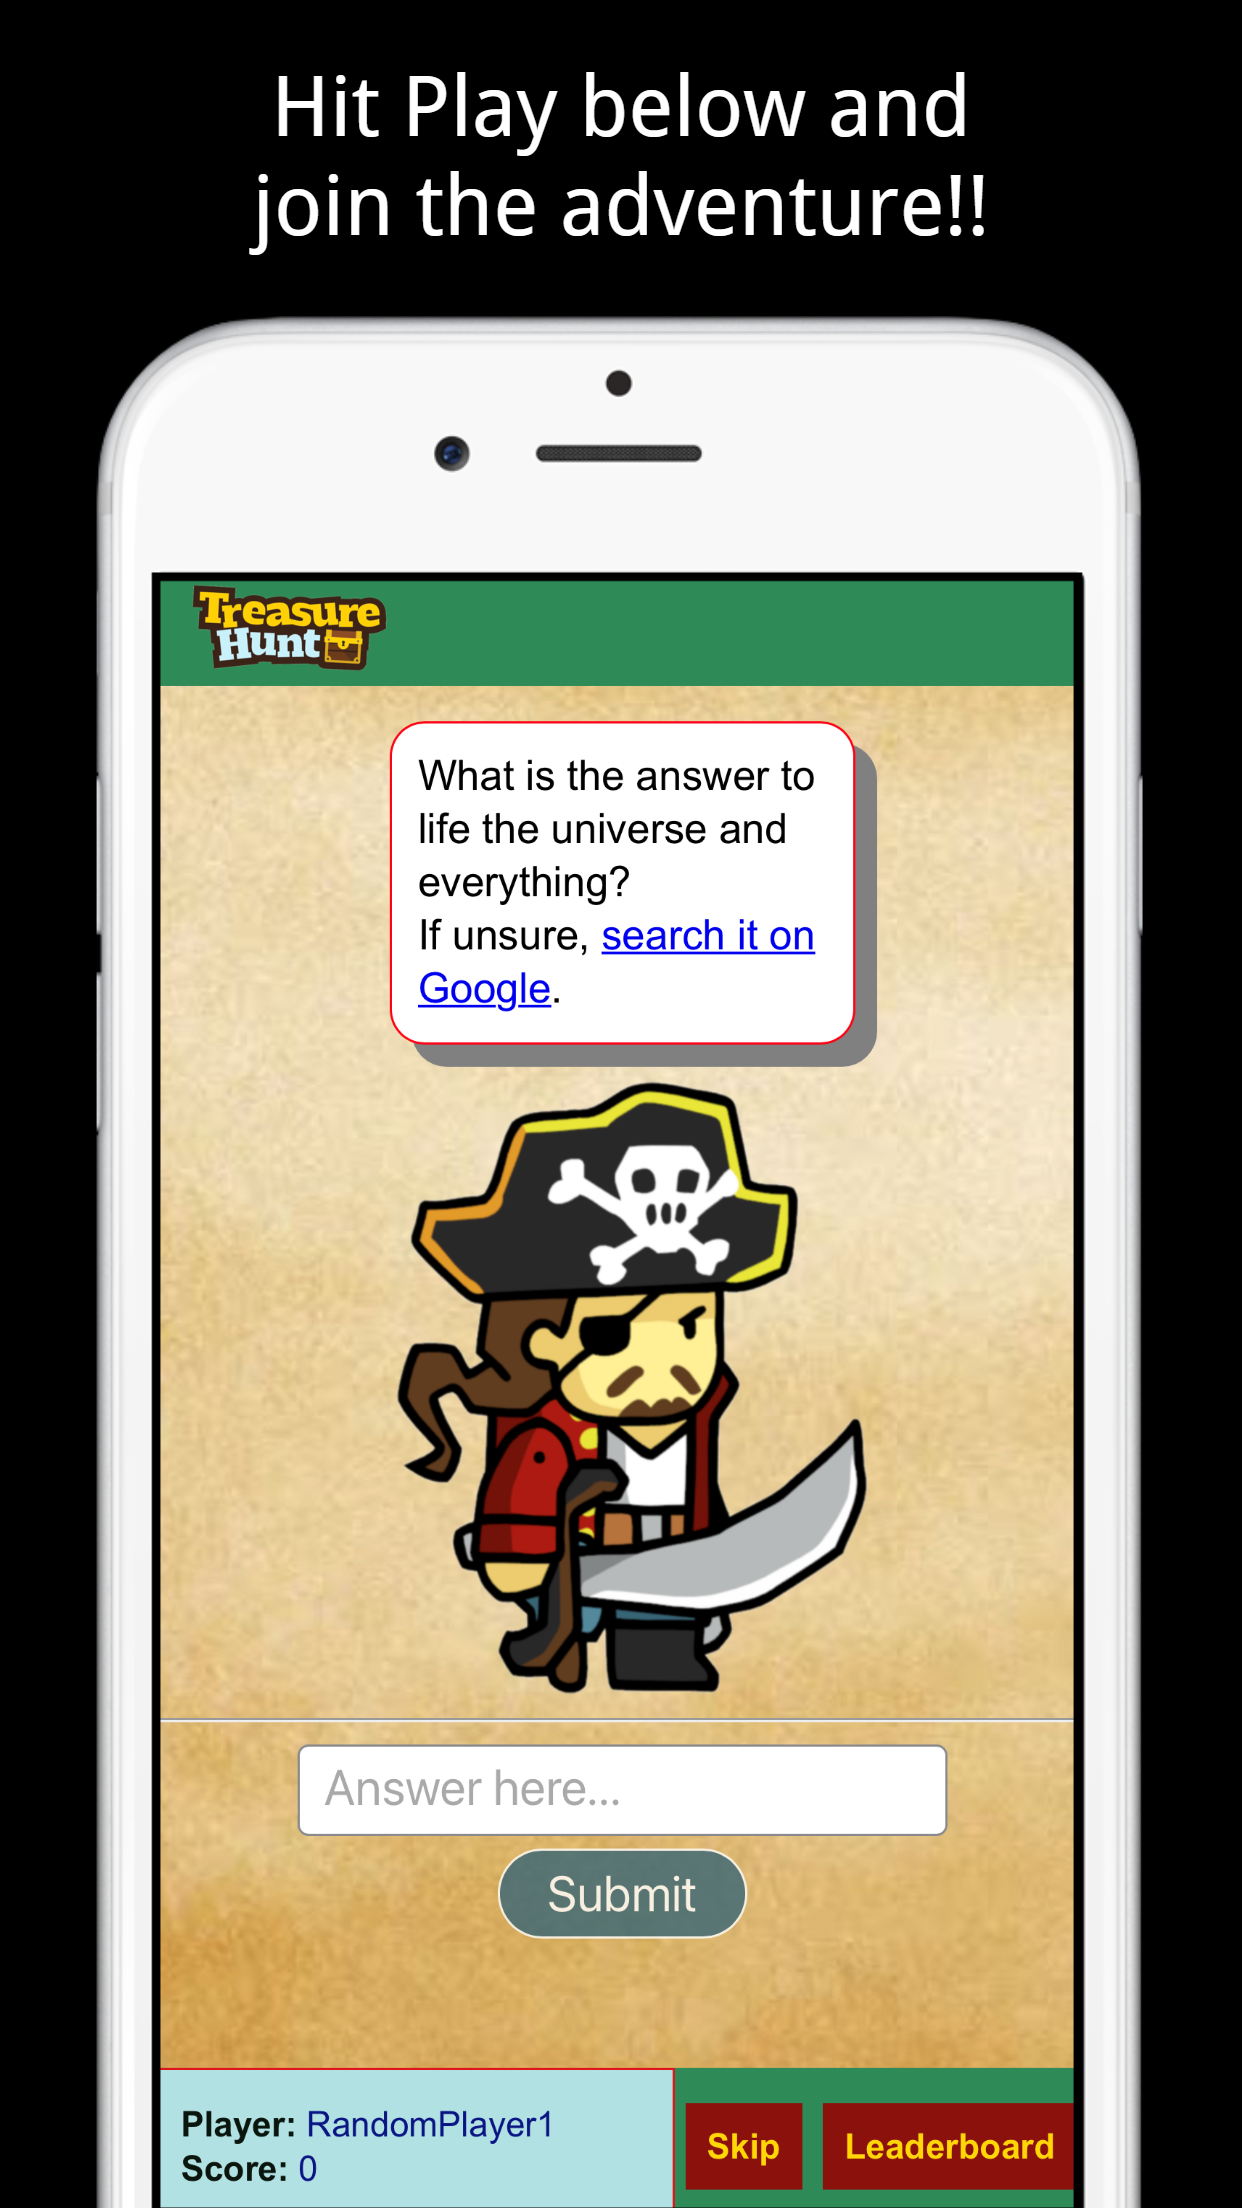 Hit Play below and
join the adventure!!
Treasure
Hunt
What is the answer to
life the universe and
everything?
If unsure, search it on
Google.
Answer here...
Submit
Player: RandomPlayer1
Score: 0
Skip
Leaderboard